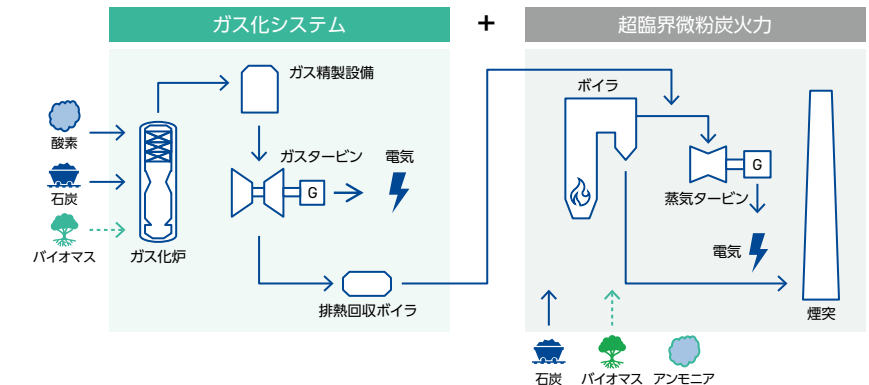 ガス化システム
+
超臨界微粉炭火力
ガス精製設備
ボイラ
酸素
ガスタービン
電気
G
G
石炭
蒸気タービン
バイオマス
ガス化炉
電気
排熱回収ボイラ
煙突
石炭
バイオマス
アンモニア